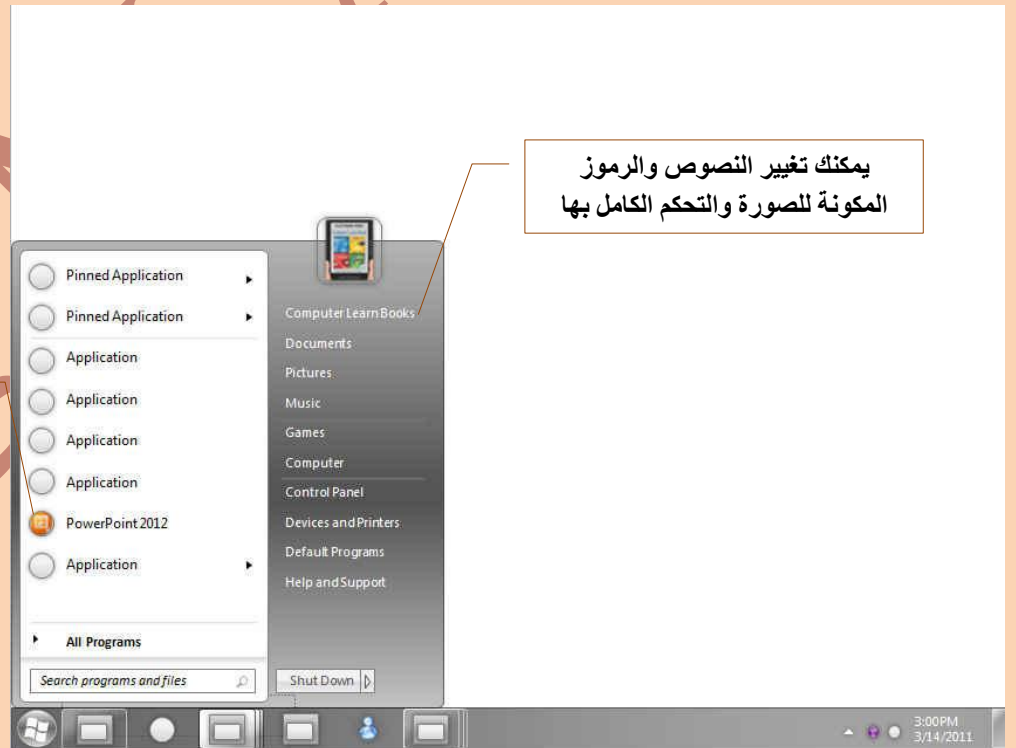 يمكنك تغيير النصوص والرموز
المكونة للصورة والتحكم الكامل بها
Pinned Application
Pinned Application
Application
Application
Application
Application
PowerPoint 2012
Application
All Programs
Search programs and files
Computer Learn Books
Documents
Pictures
Music
Games
Computer
Control Panel
Devices and Printers
Default Programs
Help and Support
Shut Down
3:00PM
3/14/2011